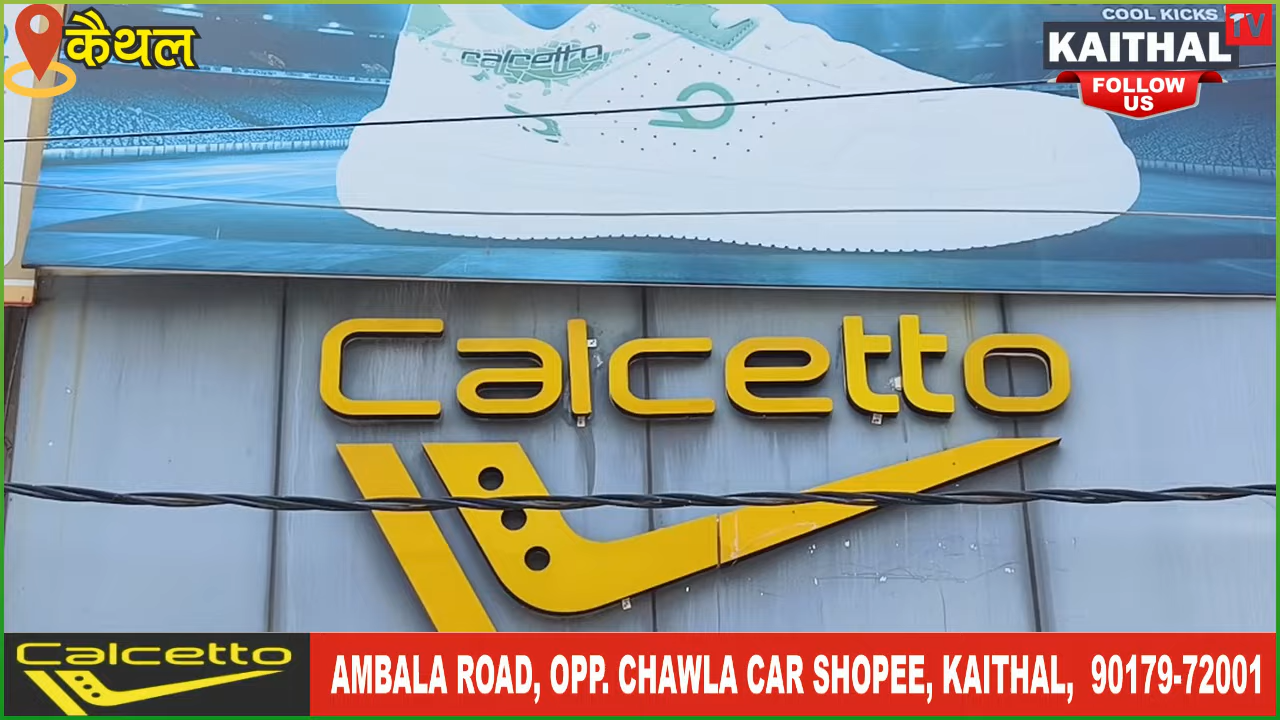 कैथल
COOL KICKS
KAITHAL TV
FOLLOW
US
calcetto
Calcetto
Calcetto
AMBALA ROAD, OPP. CHAWLA CAR SHOPEE, KAITHAL, 90179-72001